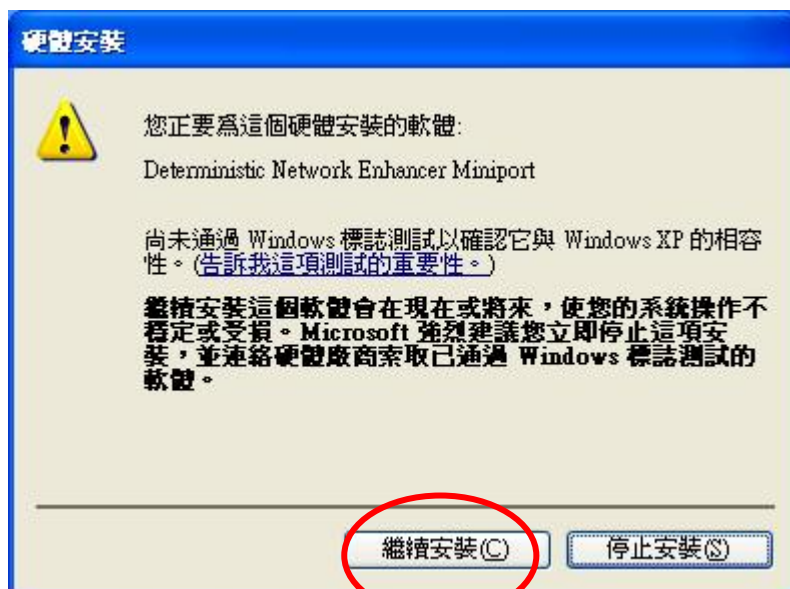 硬體安裝
您正要為這個硬體安裝的軟體:
Deterministic Network Enhancer Miniport
尚未通過 Windows 標誌測試以確認它與 Windows XP 的相容
性。(告訴我這項測試的重要性。)
繼續安裝這個軟體會在現在或將來，使您的系統操作不
穩定或受損。Microsoft 強烈建議您立即停止這項安
裝，並連絡硬體廠商索取已通過 Windows 標誌測試的
軟體。
繼續安裝(C)
停止安裝(S)